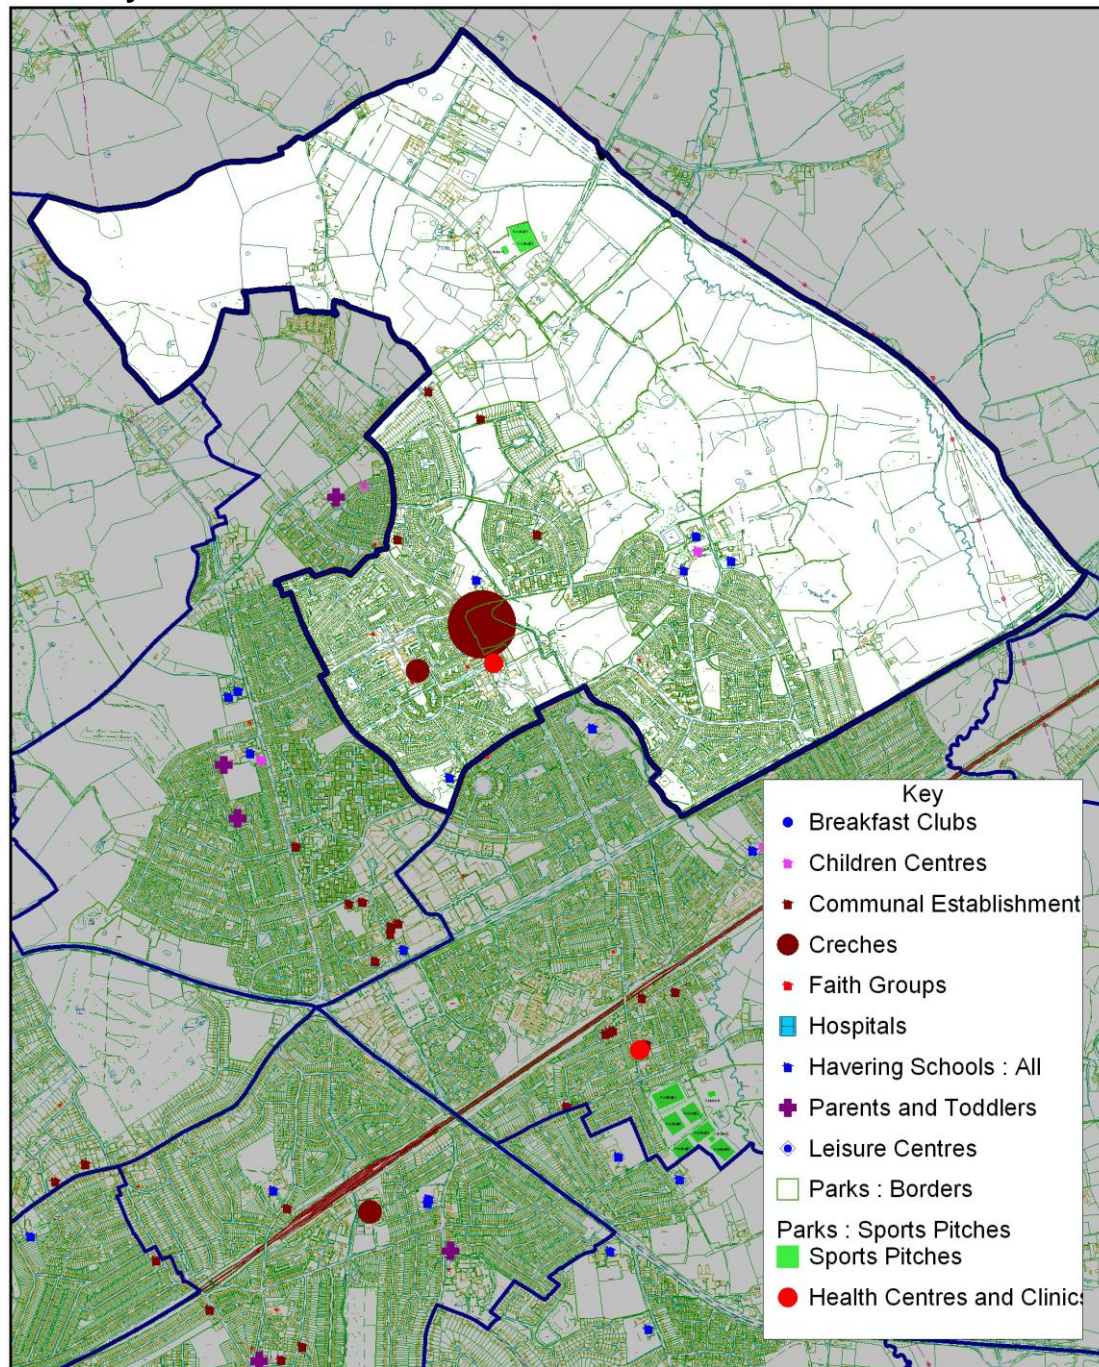 Key
Breakfast Clubs
Children Centres
Communal Establishment
Creches
Faith Groups
Hospitals
Havering Schools : All
Parents and Toddlers
Leisure Centres
Parks : Borders
Parks : Sports Pitches
Sports Pitches
Health Centres and Clinics